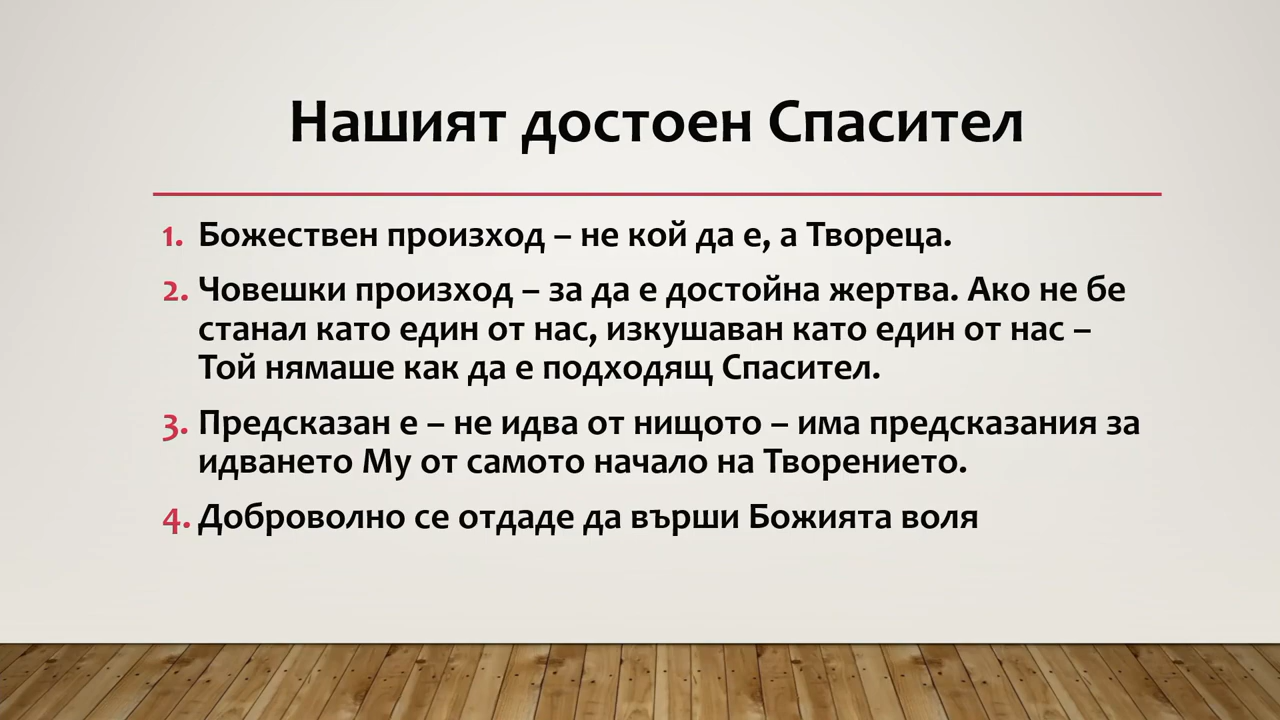 Нашият достоен Спасител
1. Божествен произход – не кой да е, а Твореца.
2. Човешки произход – за да е достойна жертва. Ако не бе
станал като един от нас, изкушаван като един от нас –
Той нямаше как да е подходящ Спасител.
3. Предсказан е – не идва от нищото – има предсказания за
идването Му от самото начало на Творението.
4. Доброволно се отдаде да върши Божията воля